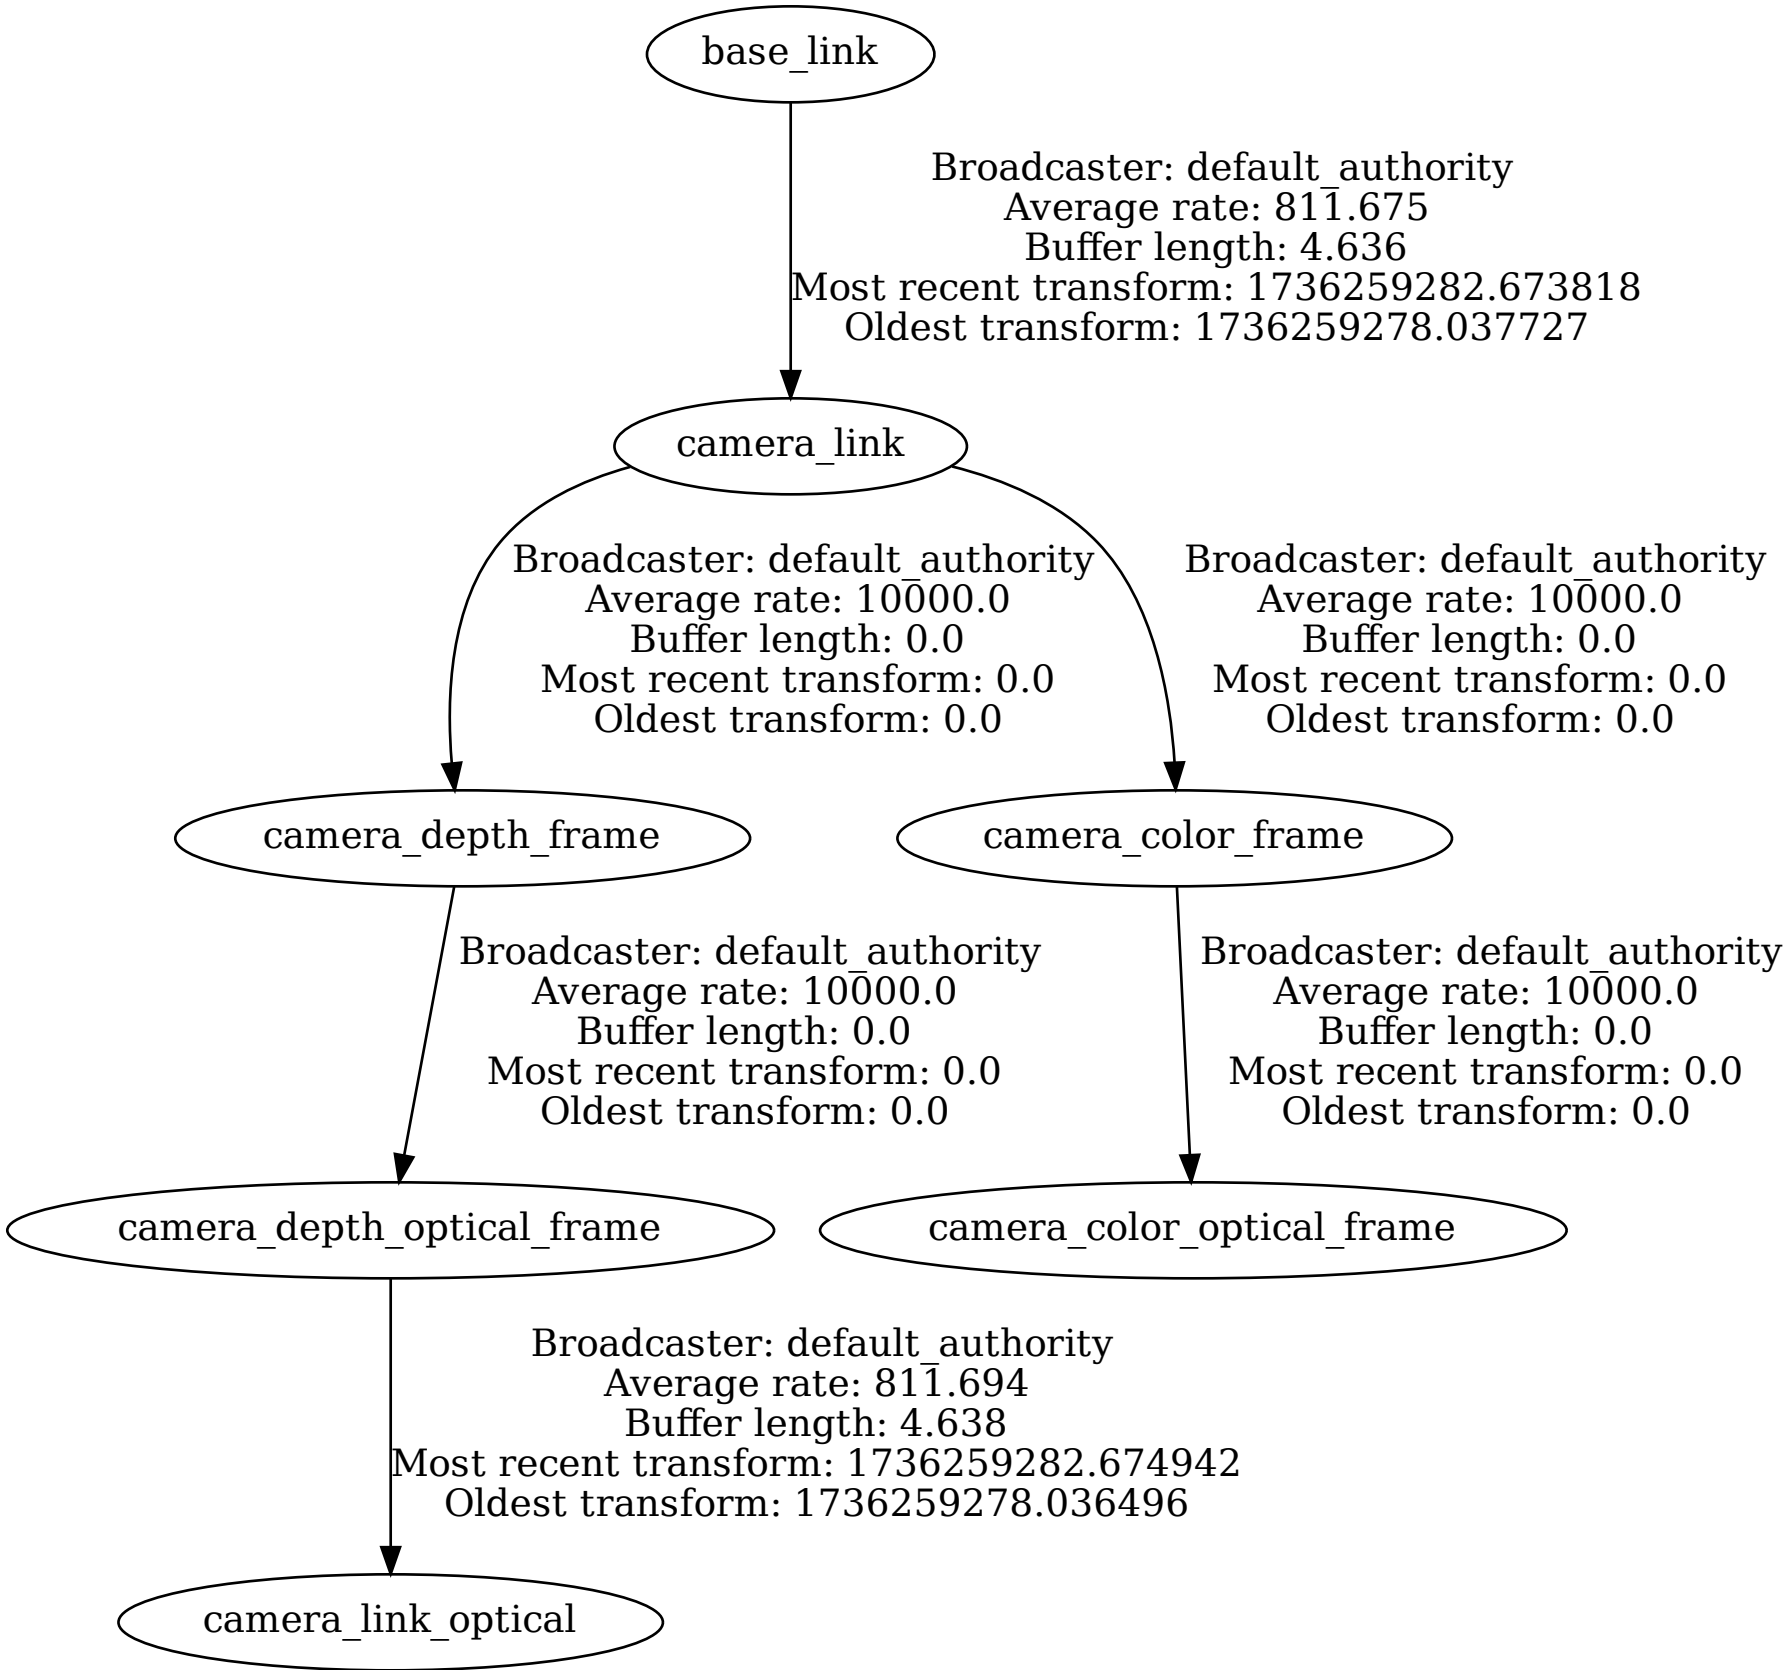 base_link
Broadcaster: default_authority
Average rate: 811.675
Buffer length: 4.636
Most recent transform: 1736259282.673818
Oldest transform: 1736259278.037727
camera_link
Broadcaster: default_authority
Average rate: 10000.0
Buffer length: 0.0
Most recent transform: 0.0
Oldest transform: 0.0
Broadcaster: default_authority
Average rate: 10000.0
Buffer length: 0.0
Most recent transform: 0.0
Oldest transform: 0.0
camera_depth_frame
camera_color_frame
Broadcaster: default_authority
Average rate: 10000.0
Buffer length: 0.0
Most recent transform: 0.0
Oldest transform: 0.0
Broadcaster: default_authority
Average rate: 10000.0
Buffer length: 0.0
Most recent transform: 0.0
Oldest transform: 0.0
camera_depth_optical_frame
camera_color_optical_frame
Broadcaster: default_authority
Average rate: 811.694
Buffer length: 4.638
Most recent transform: 1736259282.674942
Oldest transform: 1736259278.036496
camera_link_optical